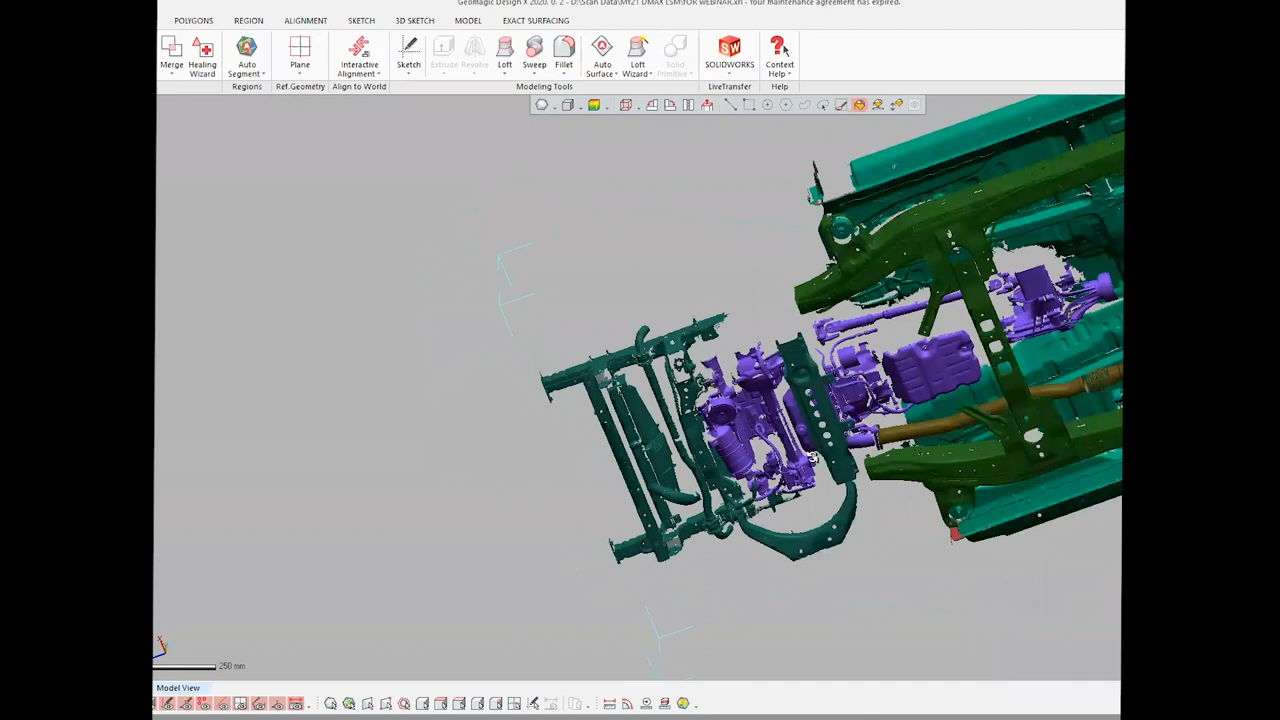 Geomagic Design X 2020. 0. 2 - D:\Scan Data\MY21 DMAX LSM\FOR WEBINAR.xrl - Your maintenance agreement has expired.
POLYGONS REGION ALIGNMENT SKETCH 3D SKETCH MODEL EXACT SURFACING
Merge Healing Wizard Auto Segment Plane Interactive Alignment Sketch Extrude Revolve Loft Sweep Fillet Auto Surface Loft Wizard Solid Primitive SOLIDWORKS Context Help
Regions Ref.Geometry Align to World Modeling Tools LiveTransfer Help
250 mm
Model View